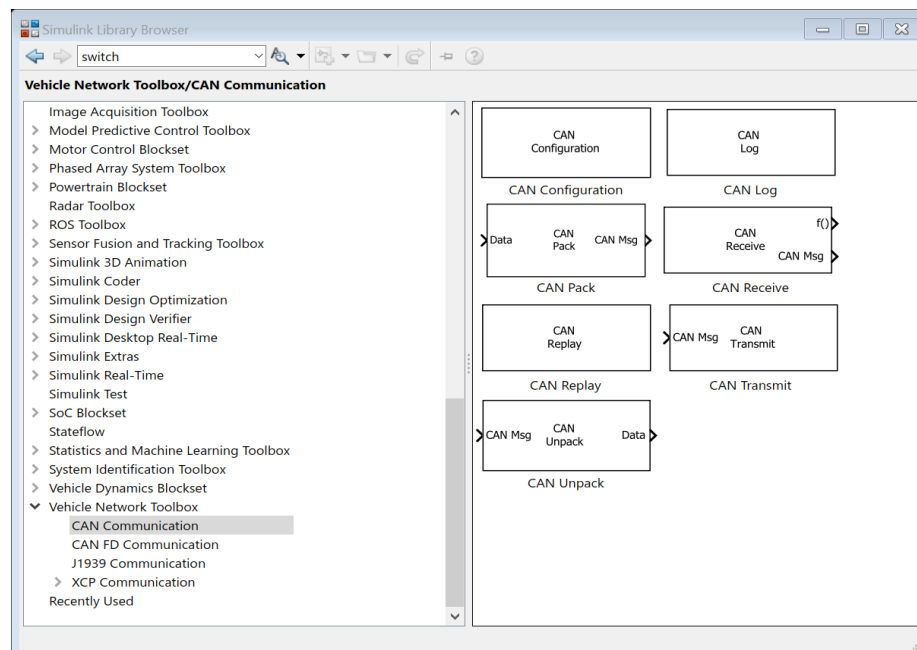 Simulink Library Browser
switch
Vehicle Network Toolbox/CAN Communication
Image Acquisition Toolbox
Model Predictive Control Toolbox
Motor Control Blockset
Phased Array System Toolbox
Powertrain Blockset
Radar Toolbox
ROS Toolbox
Sensor Fusion and Tracking Toolbox
Simulink 3D Animation
Simulink Coder
Simulink Design Optimization
Simulink Design Verifier
Simulink Desktop Real-Time
Simulink Extras
Simulink Real-Time
Simulink Test
SoC Blockset
Stateflow
Statistics and Machine Learning Toolbox
System Identification Toolbox
Vehicle Dynamics Blockset
Vehicle Network Toolbox
CAN Communication
CAN FD Communication
J1939 Communication
XCP Communication
Recently Used
CAN
Configuration
CAN Configuration
CAN
Log
CAN Log
Data
CAN
Pack
CAN Msg
CAN Pack
CAN
Receive
f()
CAN Msg
CAN Receive
CAN
Replay
CAN Replay
CAN Msg
CAN
Transmit
CAN Transmit
CAN Msg
CAN
Unpack
Data
CAN Unpack